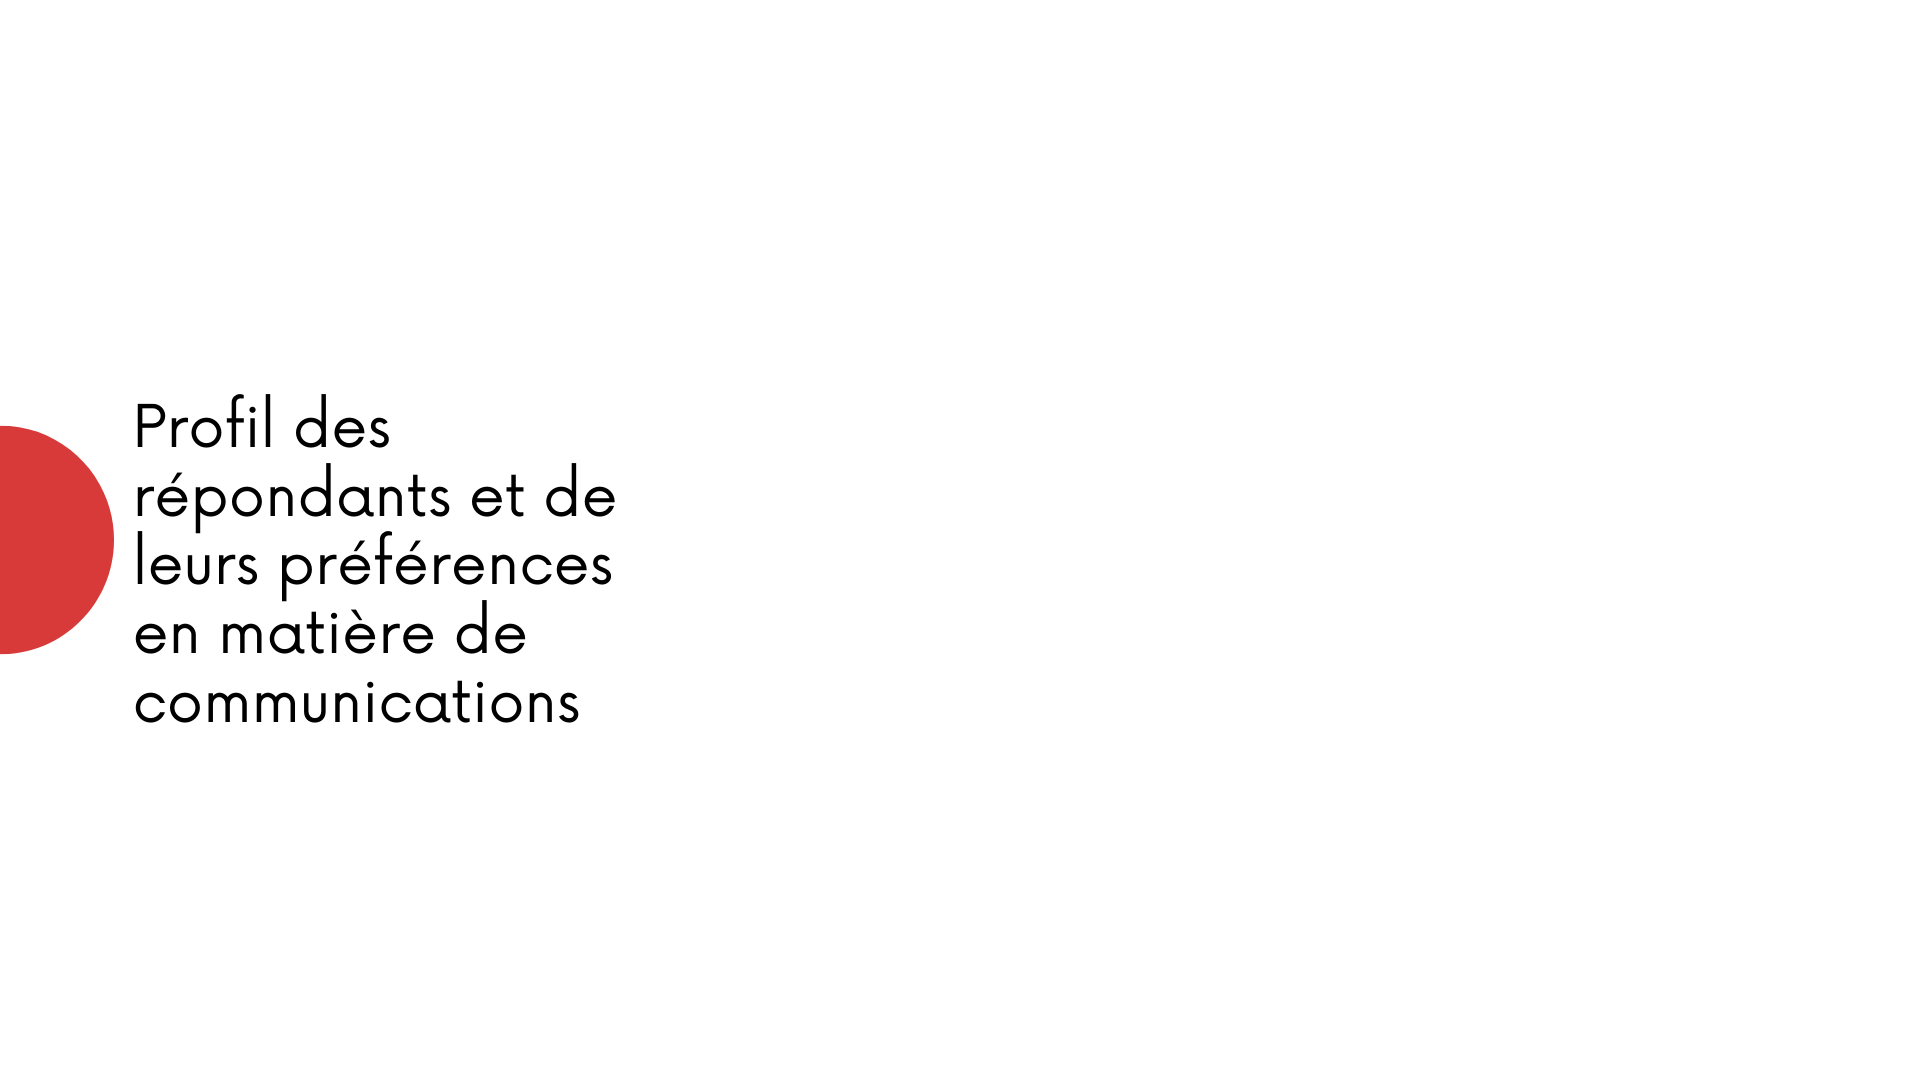 Profil des
répondants et de
leurs préférences
en matière de
communications